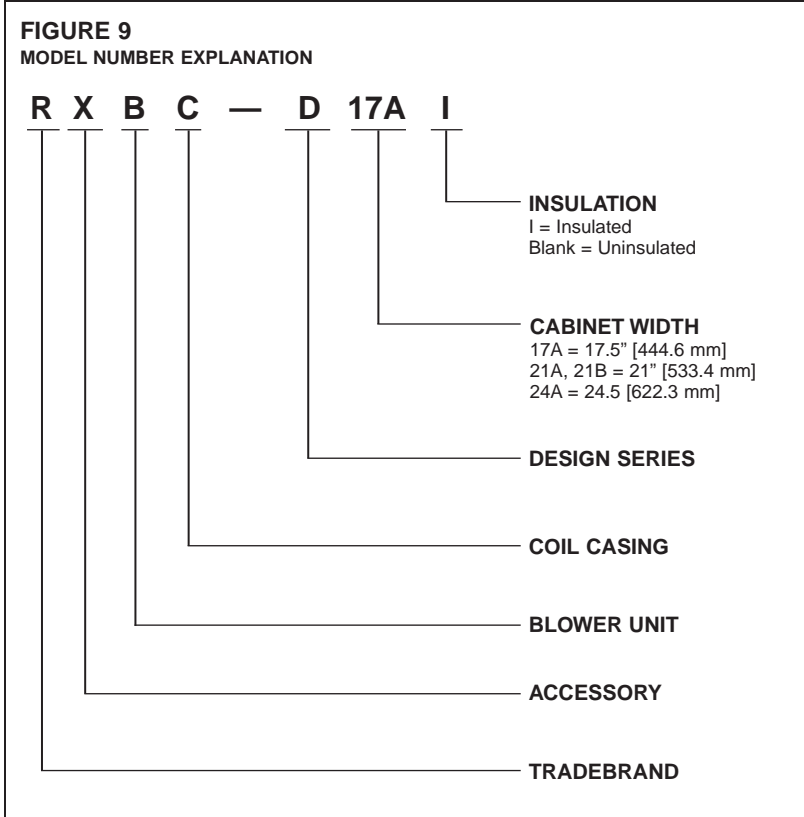 FIGURE 9
MODEL NUMBER EXPLANATION
R X B C — D 17A I
INSULATION
I = Insulated
Blank = Uninsulated
CABINET WIDTH
17A = 17.5” [444.6 mm]
21A, 21B = 21” [533.4 mm]
24A = 24.5 [622.3 mm]
DESIGN SERIES
COIL CASING
BLOWER UNIT
ACCESSORY
TRADEBRAND